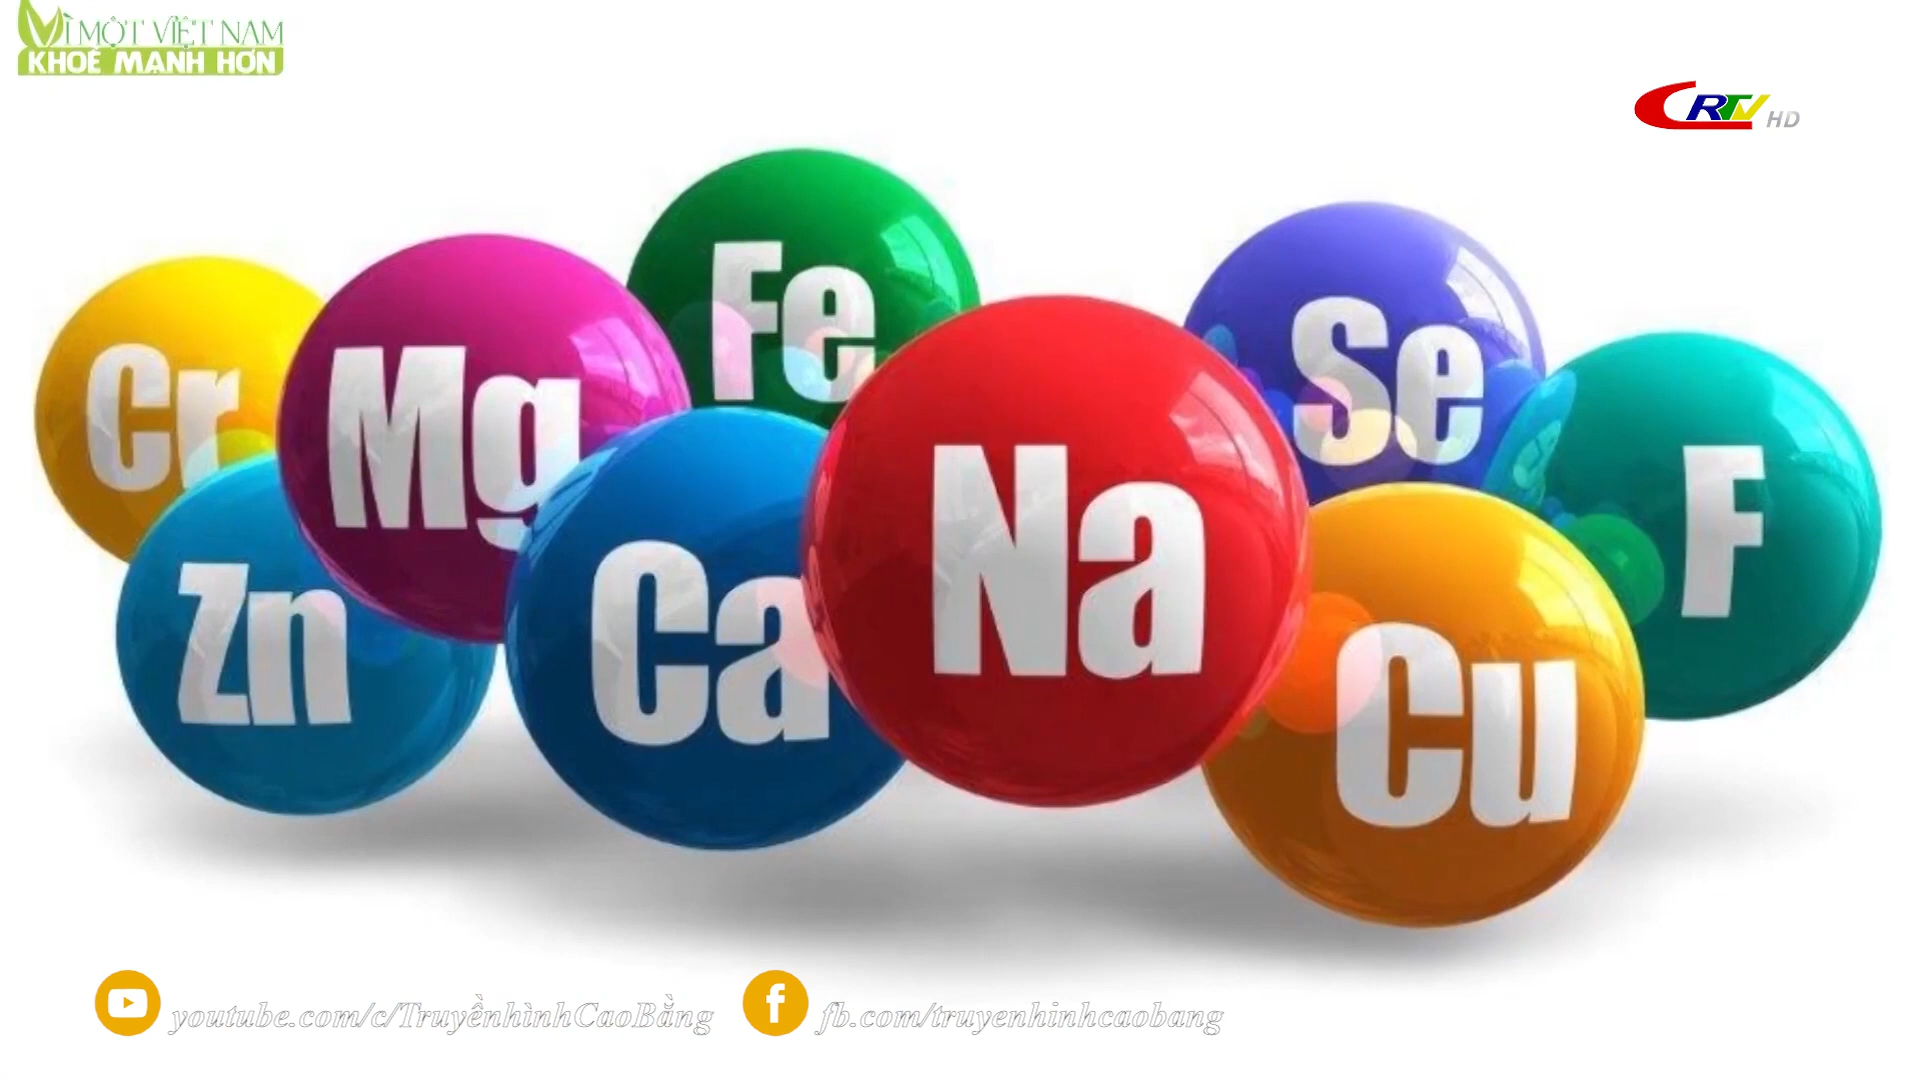 VÌ MỘT VIỆT NAM
KHOẺ MẠNH HƠN
CRTV HD
Fe
Se
Cr
Mg
Na
F
Zn
Ca
Cu
youtube.com/c/TruyềnhìnhCaoBằng
fb.com/truyenhinhcaobang